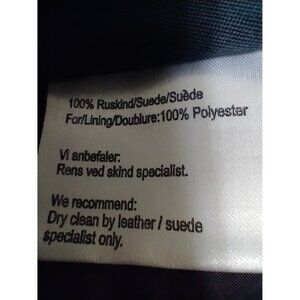 100% Ruskind/Suede/Suède
For/Lining/Doublure:100% Polyester
Vi anbefaler:
Rens ved skind specialist.
We recommend:
Dry clean by leather / suede
specialist only.